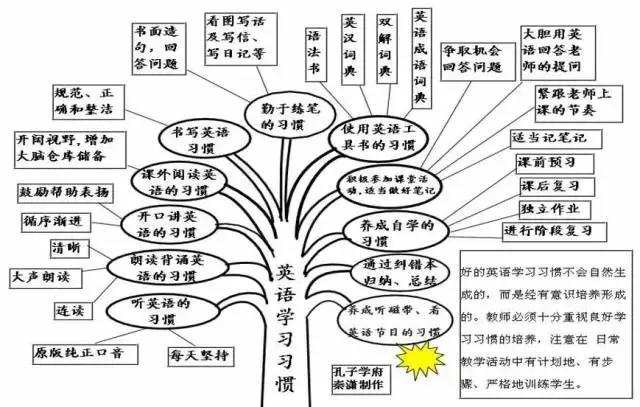 书面造
句，回
答问题
看图写话
及写信、
写日记等
语法书
英汉词典
双解词典
英语成语词典
争取机会
回答问题
大胆用英
语回答老
师的提问
紧跟老师上
课的节奏
适当记笔记
规范、正
确和整洁
勤于练笔
的习惯
使用英语工
具书的习惯
书写英语
习惯
开阔视野,增加
大脑仓库储备
课外阅读英
语的习惯
积极参加课堂活
动,适当做好笔记
课前预习
课后复习
独立作业
进行阶段复习
鼓励帮助表扬
循序渐进
开口讲英
语的习惯
养成自学的
习惯
清晰
大声朗读
连读
朗读背诵英
语的习惯
通过纠错本
归纳、总结
听英语的
习惯
养成听磁带、看
英语节目的习惯
原版纯正口音
每天坚持
英语学习习惯
孔子学府
秦潇制作
好的英语学习习惯不会自然生
成的，而是经有意识培养形成
的。教师必须十分重视良好学
习习惯的培养，注意在 日常
教学活动中有计划地、有步
骤、严格地训练学生。